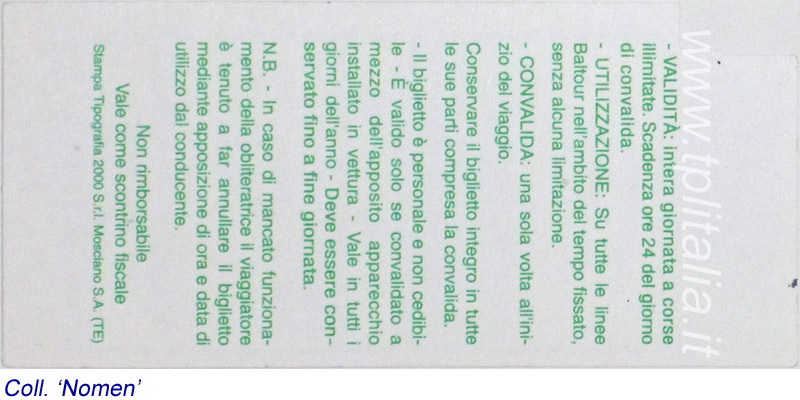 - VALIDITÀ: intera giornata a corse
illimitate. Scadenza ore 24 del giorno
di convalida.
- UTILIZZAZIONE: Su tutte le linee
Baltour nell'ambito del tempo fissato,
senza alcuna limitazione.
- CONVALIDA: una sola volta all'ini-
zio del viaggio.
Conservare il biglietto integro in tutte
le sue parti compresa la convalida.
- Il biglietto è personale e non cedibi-
le - È valido solo se convalidato a
mezzo dell'apposito apparecchio
installato in vettura - Vale in tutti i
giorni dell'anno - Deve essere con-
servato fino a fine giornata.
N.B. - In caso di mancato funziona-
mento della obliteratrice il viaggiatore
è tenuto a far annullare il biglietto
mediante apposizione di ora e data di
utilizzo dal conducente.
Non rimborsabile
Vale come scontrino fiscale
Stampa Tipografia 2000 S.r.l. Mosciano S.A. (TE)
www.tplitalia.it
Coll. ‘Nomen’